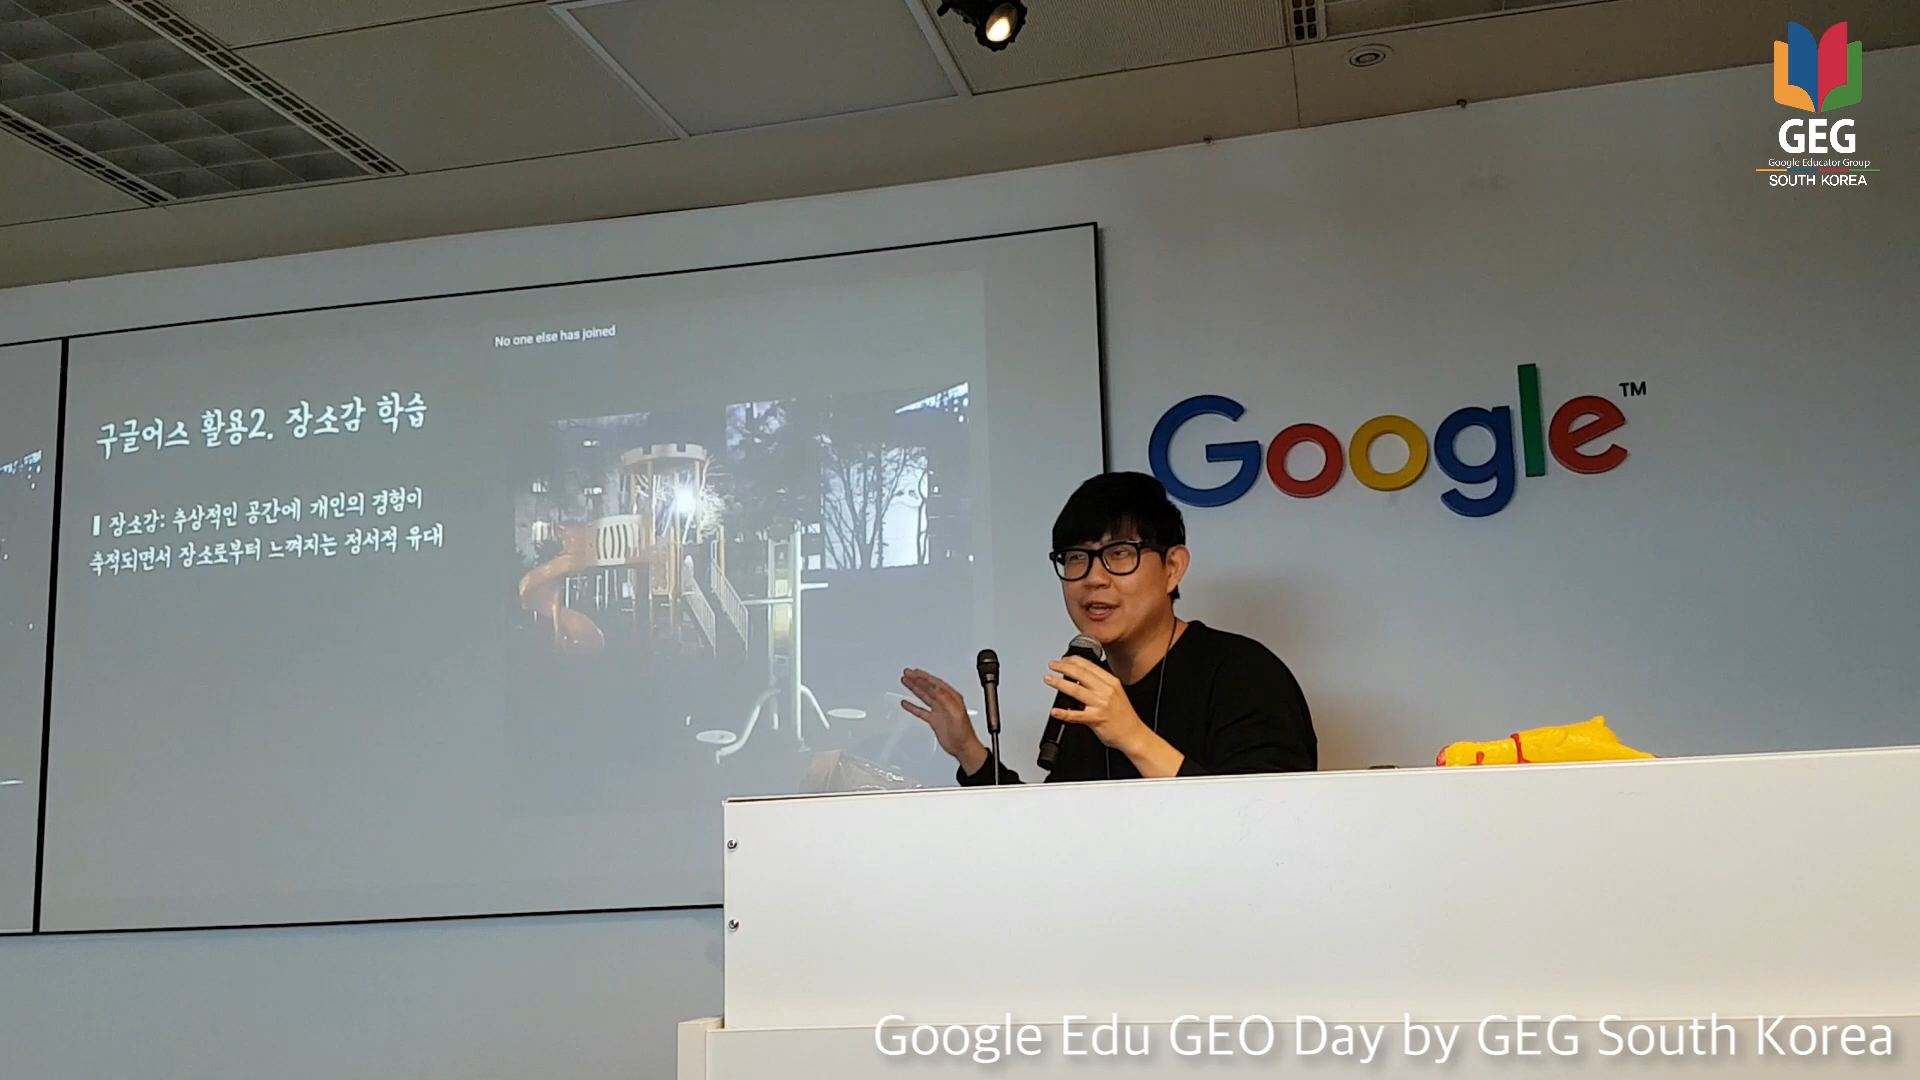 GEG
Google Educator Group
SOUTH KOREA
No one else has joined
구글어스 활용2. 장소감 학습
장소감: 추상적인 공간에 개인의 경험이
축적되면서 장소로부터 느껴지는 정서적 유대
Google™
Google Edu GEO Day by GEG South Korea